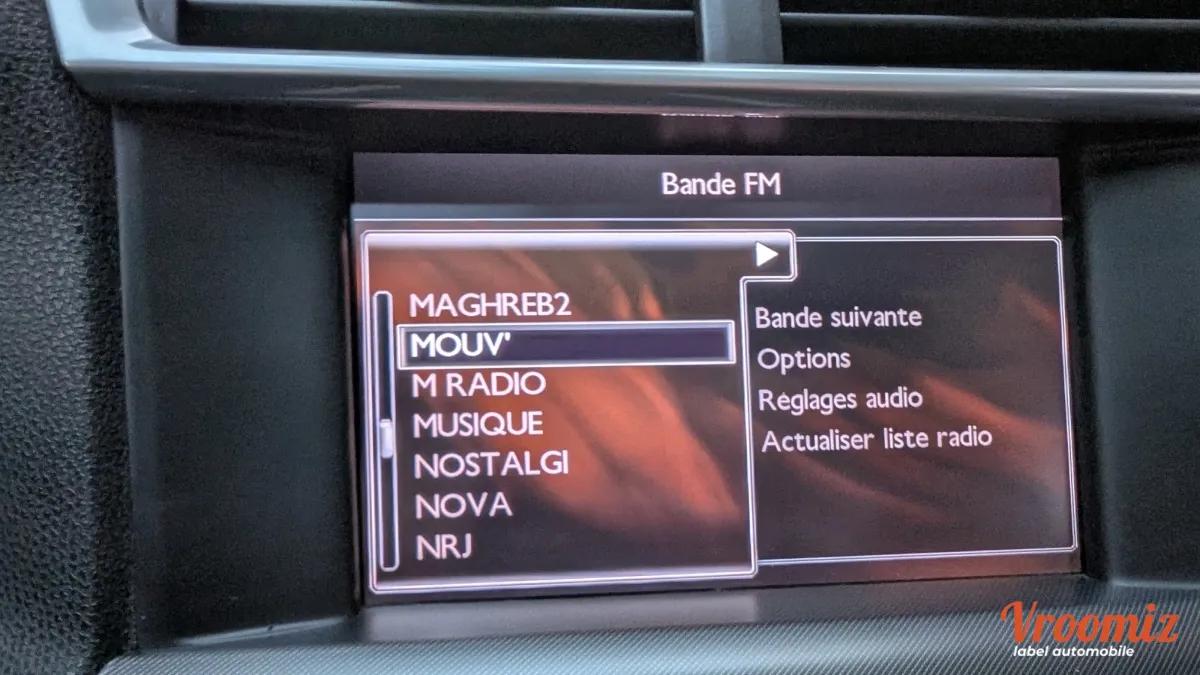 Bande FM
MAGHREB2
MOUV'
M RADIO
MUSIQUE
NOSTALGI
NOVA
NRJ
Bande suivante
Options
Réglages audio
Actualiser liste radio
Vroomiz
label automobile